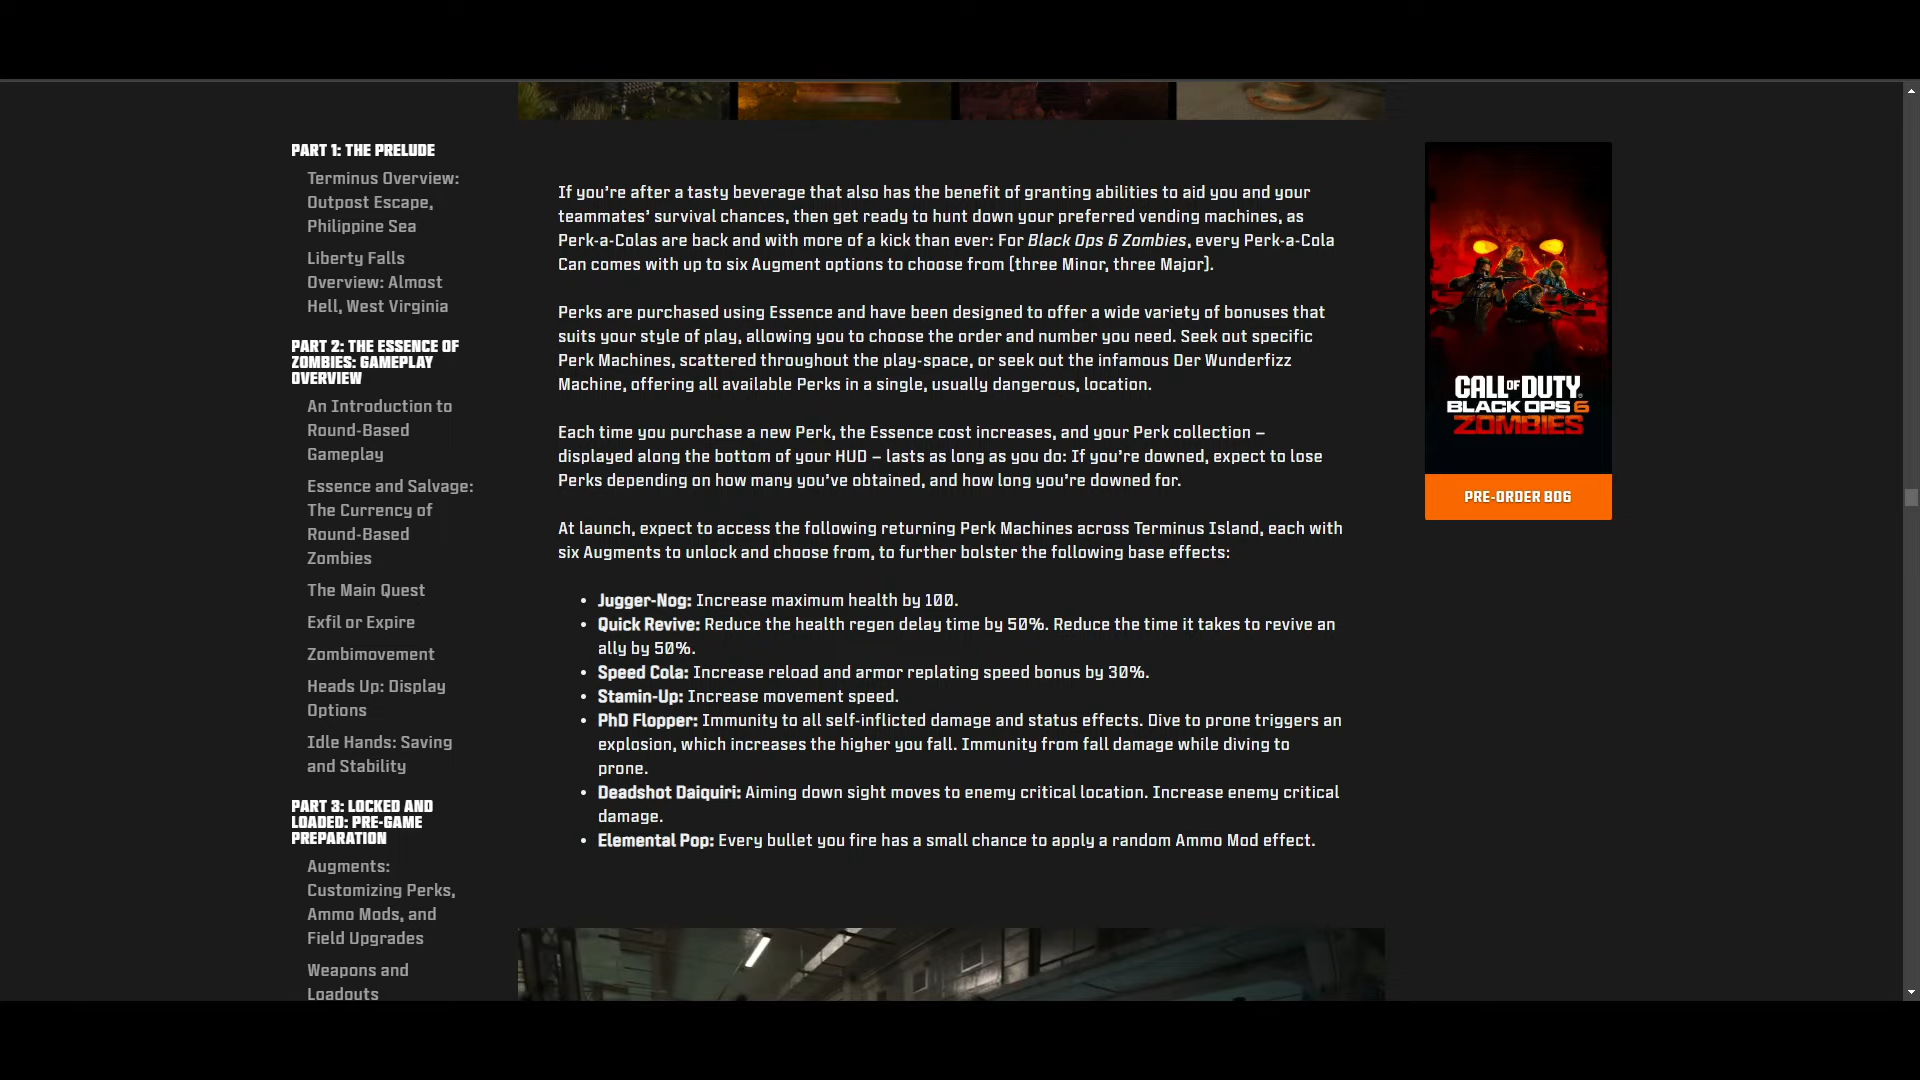 PART 1: THE PRELUDE
Terminus Overview:
Outpost Escape,
Philippine Sea
Liberty Falls
Overview: Almost
Hell, West Virginia
PART 2: THE ESSENCE OF
ZOMBIES: GAMEPLAY
OVERVIEW
An Introduction to
Round-Based
Gameplay
Essence and Salvage:
The Currency of
Round-Based
Zombies
The Main Quest
Exfil or Expire
Zombimovement
Heads Up: Display
Options
Idle Hands: Saving
and Stability
PART 3: LOCKED AND
LOADED: PRE-GAME
PREPARATION
Augments:
Customizing Perks,
Ammo Mods, and
Field Upgrades
Weapons and
Loadouts
If you’re after a tasty beverage that also has the benefit of granting abilities to aid you and your
teammates’ survival chances, then get ready to hunt down your preferred vending machines, as
Perk-a-Colas are back and with more of a kick than ever: For Black Ops 6 Zombies, every Perk-a-Cola
Can comes with up to six Augment options to choose from (three Minor, three Major).
Perks are purchased using Essence and have been designed to offer a wide variety of bonuses that
suits your style of play, allowing you to choose the order and number you need. Seek out specific
Perk Machines, scattered throughout the play-space, or seek out the infamous Der Wunderfizz
Machine, offering all available Perks in a single, usually dangerous, location.
Each time you purchase a new Perk, the Essence cost increases, and your Perk collection –
displayed along the bottom of your HUD – lasts as long as you do: If you’re downed, expect to lose
Perks depending on how many you’ve obtained, and how long you’re downed for.
At launch, expect to access the following returning Perk Machines across Terminus Island, each with
six Augments to unlock and choose from, to further bolster the following base effects:
• Jugger-Nog: Increase maximum health by 100.
• Quick Revive: Reduce the health regen delay time by 50%. Reduce the time it takes to revive an
ally by 50%.
• Speed Cola: Increase reload and armor replating speed bonus by 30%.
• Stamin-Up: Increase movement speed.
• PhD Flopper: Immunity to all self-inflicted damage and status effects. Dive to prone triggers an
explosion, which increases the higher you fall. Immunity from fall damage while diving to
prone.
• Deadshot Daiquiri: Aiming down sight moves to enemy critical location. Increase enemy critical
damage.
• Elemental Pop: Every bullet you fire has a small chance to apply a random Ammo Mod effect.
CALL OF DUTY
BLACK OPS 6
ZOMBIES
PRE-ORDER BO6